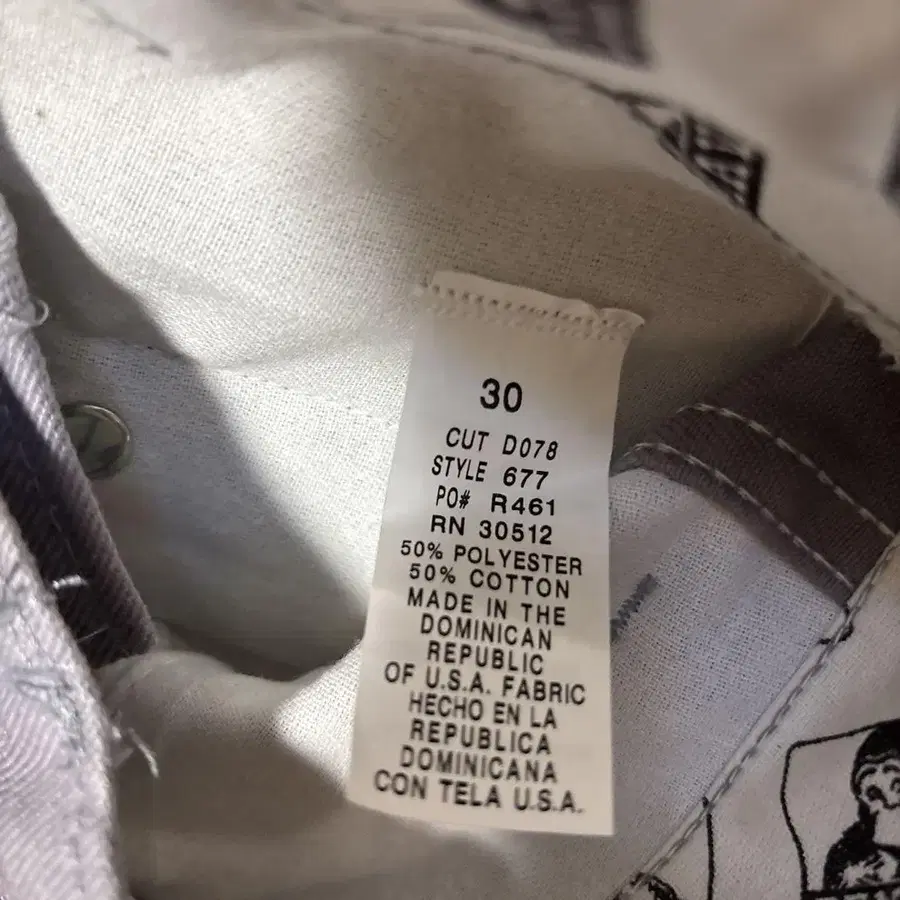 30
CUT D078
STYLE 677
PO# R461
RN 30512
50% POLYESTER
50% COTTON
MADE IN THE
DOMINICAN
REPUBLIC
OF U.S.A. FABRIC
HECHO EN LA
REPUBLICA
DOMINICANA
CON TELA U.S.A.